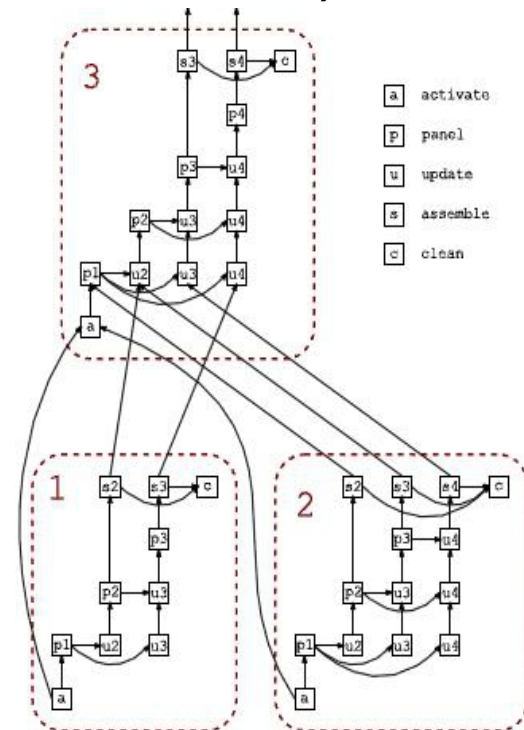 s3 s4 c
3
a activate
p4
p panel
p3 u4
u update
p2 u3 u4
s assemble
c clean
p1 u2 u3 u4
a
1 s2 s3 c
2 s2 s3 s4 c
p3
p3 u4
p2 u3
p2 u3 u4
p1 u2 u3
p1 u2 u3 u4
a
a